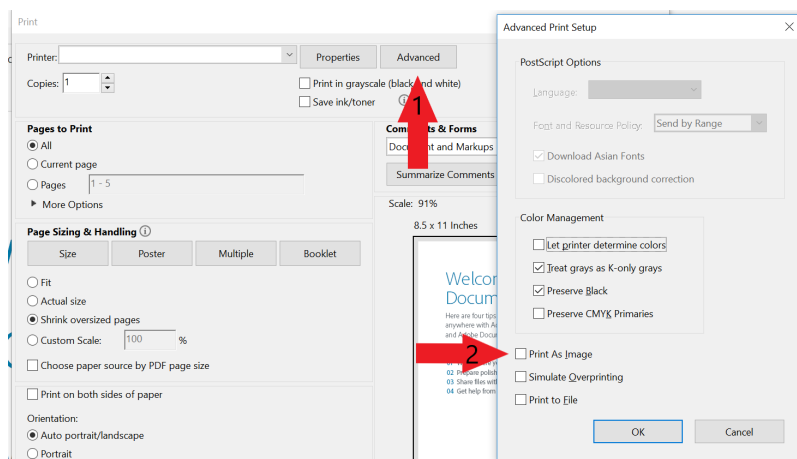 Print
Printer:
Properties
Advanced
Copies: 1
Print in grayscale (black and white)
Save ink/toner
1
Pages to Print
All
Current page
Pages 1 - 5
More Options
Comments & Forms
Document and Markups
Summarize Comments
Scale: 91%
8.5 x 11 Inches
Page Sizing & Handling
Size
Poster
Multiple
Booklet
Fit
Actual size
Shrink oversized pages
Custom Scale: 100 %
Choose paper source by PDF page size
Print on both sides of paper
Orientation:
Auto portrait/landscape
Portrait
Welcom
Docum
Here are four tips
anywhere with A
and Adobe Docu
2
02 Prepare polish
03 Share files with
04 Get help from
Advanced Print Setup
PostScript Options
Language:
Font and Resource Policy: Send by Range
Download Asian Fonts
Discolored background correction
Color Management
Let printer determine colors
Treat grays as K-only grays
Preserve Black
Preserve CMYK Primaries
Print As Image
Simulate Overprinting
Print to File
OK
Cancel